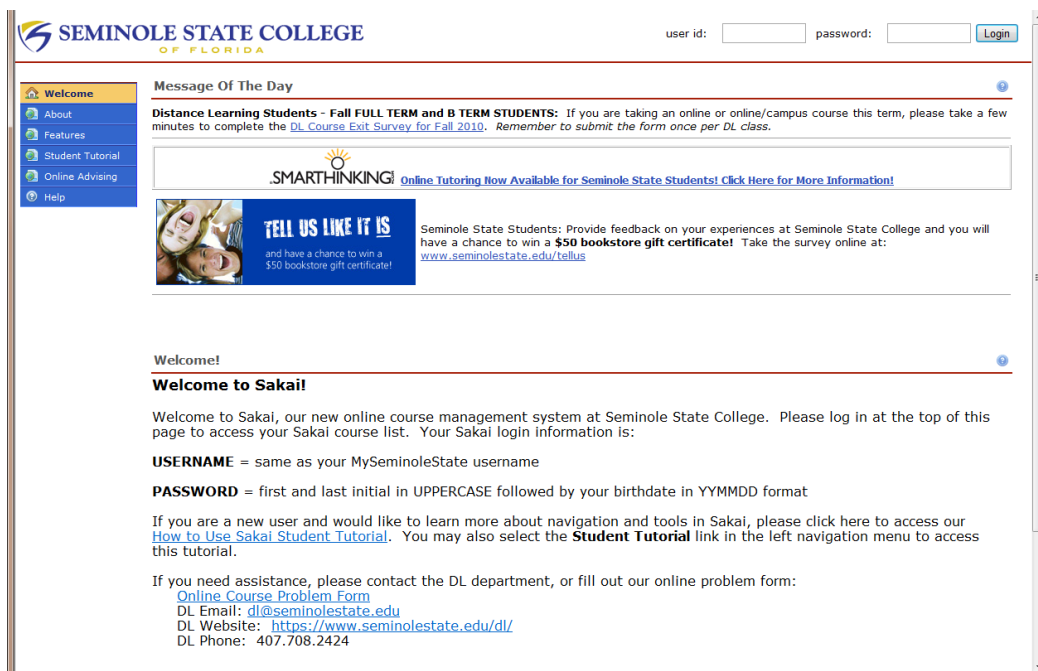 SEMINOLE STATE COLLEGE
OF FLORIDA
user id:
password:
Login
Welcome
About
Features
Student Tutorial
Online Advising
Help
Message Of The Day
Distance Learning Students - Fall FULL TERM and B TERM STUDENTS: If you are taking an online or online/campus course this term, please take a few
minutes to complete the DL Course Exit Survey for Fall 2010. Remember to submit the form once per DL class.
SMARTHINKING
Online Tutoring Now Available for Seminole State Students! Click Here for More Information!
TELL US LIKE IT IS
and have a chance to win a
$50 bookstore gift certificate!
Seminole State Students: Provide feedback on your experiences at Seminole State College and you will
have a chance to win a $50 bookstore gift certificate! Take the survey online at:
www.seminolestate.edu/tellus
Welcome!
Welcome to Sakai!
Welcome to Sakai, our new online course management system at Seminole State College. Please log in at the top of this
page to access your Sakai course list. Your Sakai login information is:
USERNAME = same as your MySeminoleState username
PASSWORD = first and last initial in UPPERCASE followed by your birthdate in YYMMDD format
If you are a new user and would like to learn more about navigation and tools in Sakai, please click here to access our
How to Use Sakai Student Tutorial. You may also select the Student Tutorial link in the left navigation menu to access
this tutorial.
If you need assistance, please contact the DL department, or fill out our online problem form:
Online Course Problem Form
DL Email: dl@seminolestate.edu
DL Website: https://www.seminolestate.edu/dl/
DL Phone: 407.708.2424